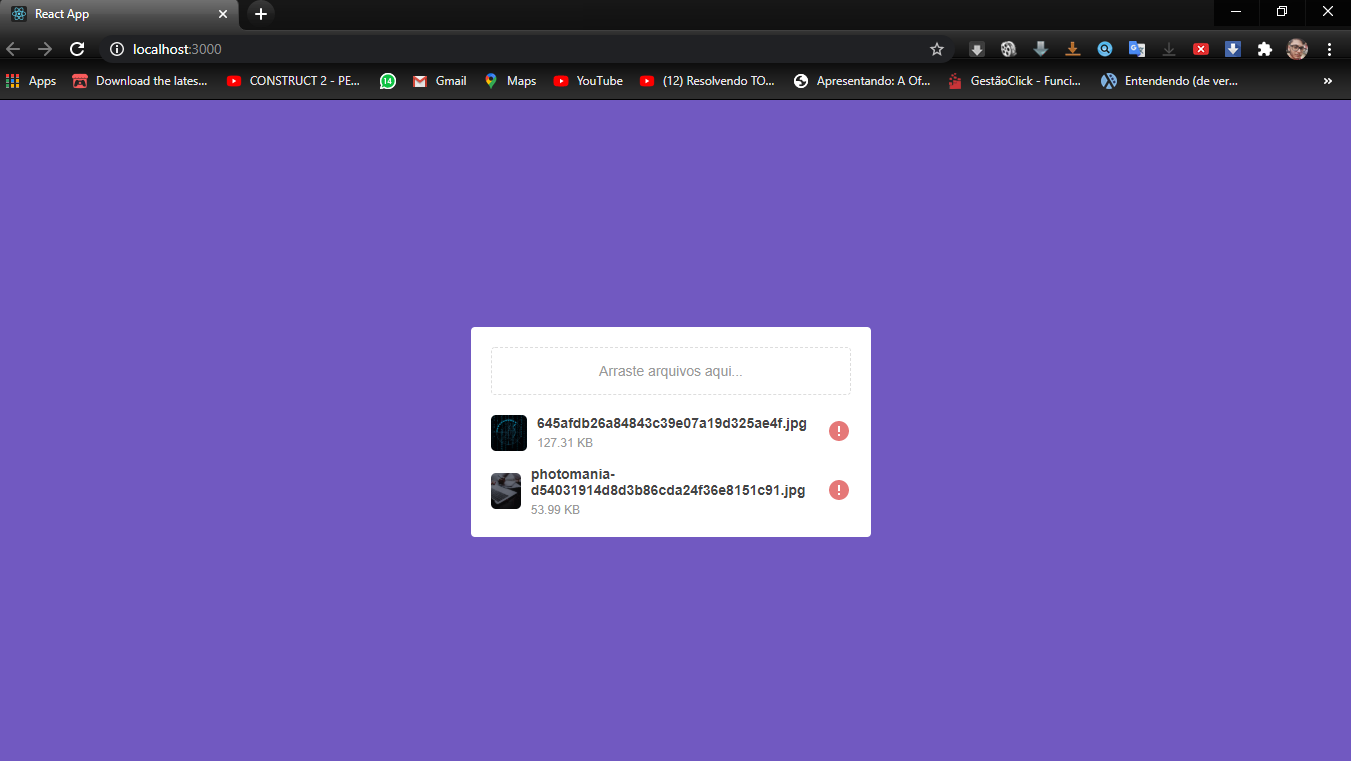 React App
localhost:3000
Apps
Download the lates...
CONSTRUCT 2 - PE...
14
Gmail
Maps
YouTube
(12) Resolvendo TO...
Apresentando: A Of...
GestãoClick - Funci...
Entendendo (de ver...
»
Arraste arquivos aqui...
645afdb26a84843c39e07a19d325ae4f.jpg
127.31 KB
photomania-
d54031914d8d3b86cda24f36e8151c91.jpg
53.99 KB